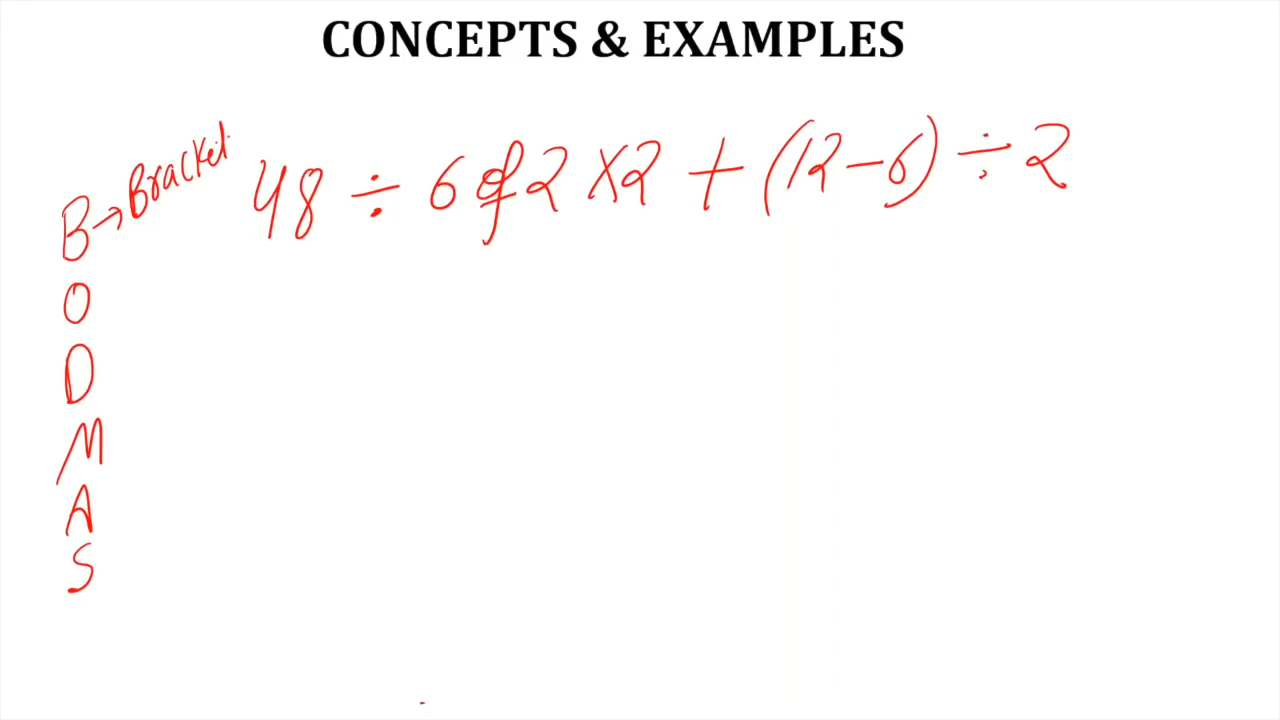 CONCEPTS & EXAMPLES
B → Bracket
48 ÷ 6 of 2 × 2 + (12 - 6) ÷ 2
O
D
M
A
S